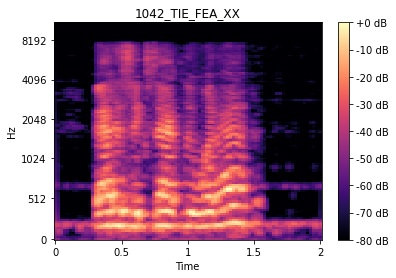 1042_TIE_FEA_XX
8192
4096
2048
1024
512
0
Hz
0
0.5
1
1.5
2
Time
+0 dB
-10 dB
-20 dB
-30 dB
-40 dB
-50 dB
-60 dB
-70 dB
-80 dB